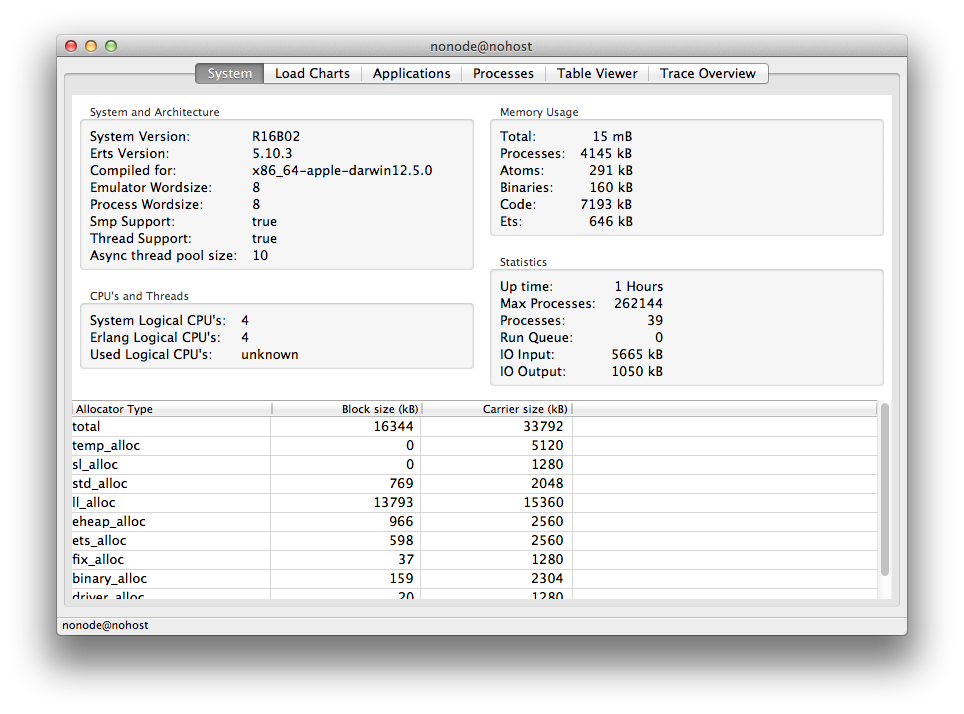 nonode@nohost
System Load Charts Applications Processes Table Viewer Trace Overview
System and Architecture
System Version: R16B02
Erts Version: 5.10.3
Compiled for: x86_64-apple-darwin12.5.0
Emulator Wordsize: 8
Process Wordsize: 8
Smp Support: true
Thread Support: true
Async thread pool size: 10
CPU's and Threads
System Logical CPU's: 4
Erlang Logical CPU's: 4
Used Logical CPU's: unknown
Memory Usage
Total: 15 mB
Processes: 4145 kB
Atoms: 291 kB
Binaries: 160 kB
Code: 7193 kB
Ets: 646 kB
Statistics
Up time: 1 Hours
Max Processes: 262144
Processes: 39
Run Queue: 0
IO Input: 5665 kB
IO Output: 1050 kB
Allocator Type Block size (kB) Carrier size (kB)
total 16344 33792
temp_alloc 0 5120
sl_alloc 0 1280
std_alloc 769 2048
ll_alloc 13793 15360
eheap_alloc 966 2560
ets_alloc 598 2560
fix_alloc 37 1280
binary_alloc 159 2304
driver_alloc 20 1280
nonode@nohost